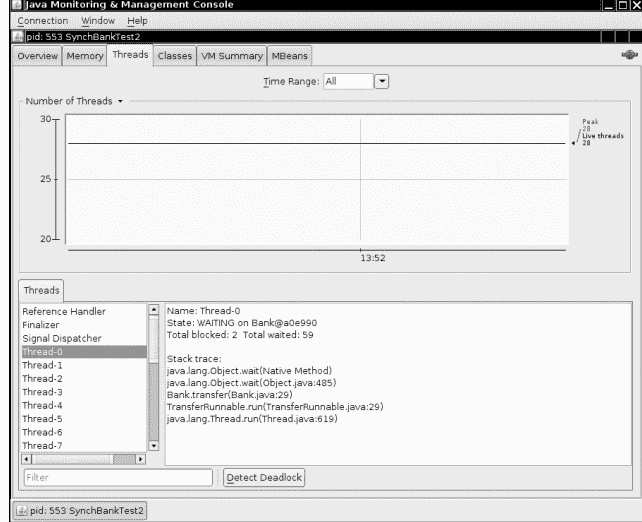 Java Monitoring & Management Console
Connection Window Help
pid: 553 SynchBankTest2
Overview Memory Threads Classes VM Summary MBeans
Time Range: All
Number of Threads
30
Peak
28
Live threads
28
25
20
13:52
Threads
Reference Handler
Finalizer
Signal Dispatcher
Thread-0
Thread-1
Thread-2
Thread-3
Thread-4
Thread-5
Thread-6
Thread-7
Name: Thread-0
State: WAITING on Bank@a0e990
Total blocked: 2 Total waited: 59
Stack trace:
java.lang.Object.wait(Native Method)
java.lang.Object.wait(Object.java:485)
Bank.transfer(Bank.java:29)
TransferRunnable.run(TransferRunnable.java:29)
java.lang.Thread.run(Thread.java:619)
Filter
Detect Deadlock
pid: 553 SynchBankTest2